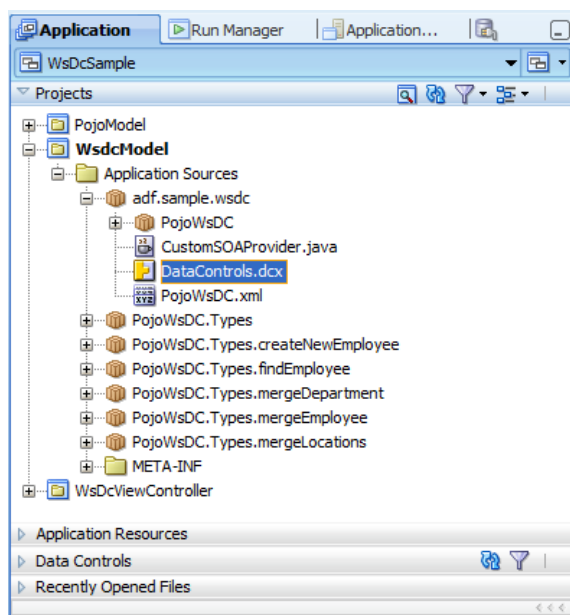 Application Run Manager Application...
WsDcSample
Projects
PojoModel
WsdcModel
Application Sources
adf.sample.wsdc
PojoWsDC
CustomSOAProvider.java
DataControls.dcx
PojoWsDC.xml
PojoWsDC.Types
PojoWsDC.Types.createNewEmployee
PojoWsDC.Types.findEmployee
PojoWsDC.Types.mergeDepartment
PojoWsDC.Types.mergeEmployee
PojoWsDC.Types.mergeLocations
META-INF
WsDcViewController
Application Resources
Data Controls
Recently Opened Files